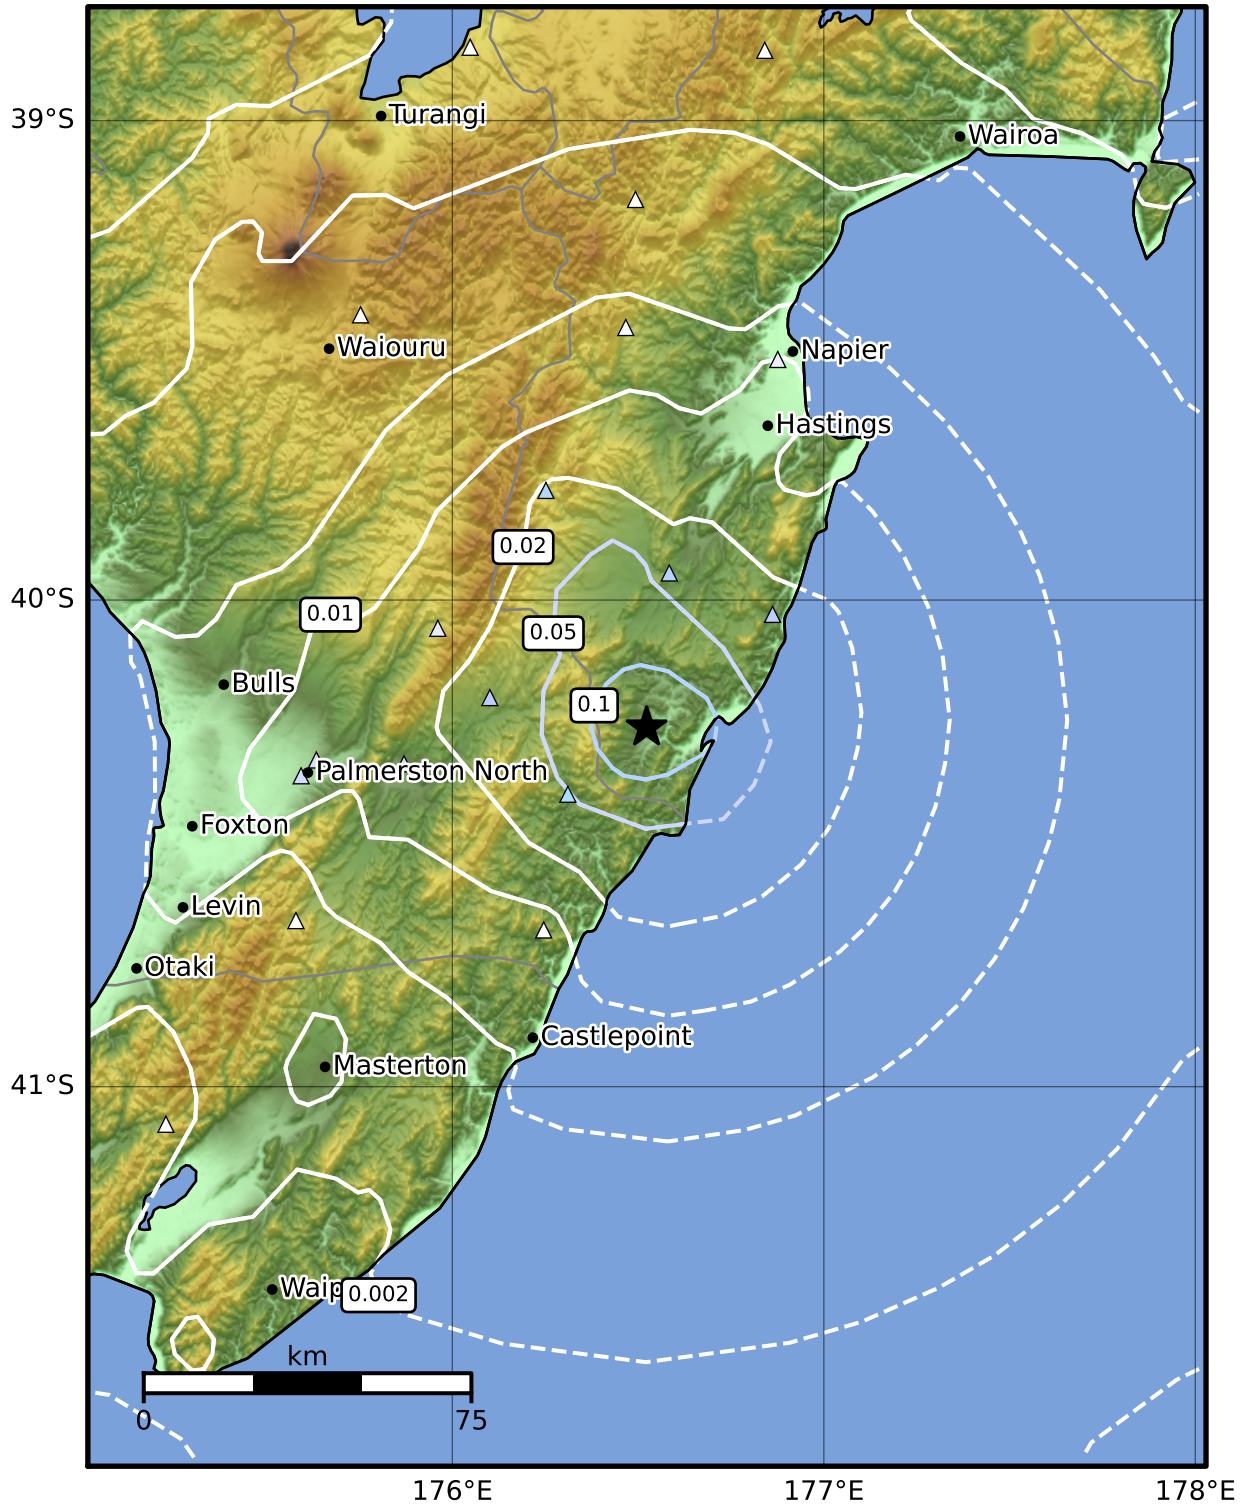 39°S
Turangi
Wairoa
Waiouru
Napier
Hastings
0.02
40°S
0.01
0.05
Bulls
0.1
Palmerston North
Foxton
Levin
Otaki
Castlepoint
Masterton
41°S
0.002
km
0
75
176°E
177°E
178°E